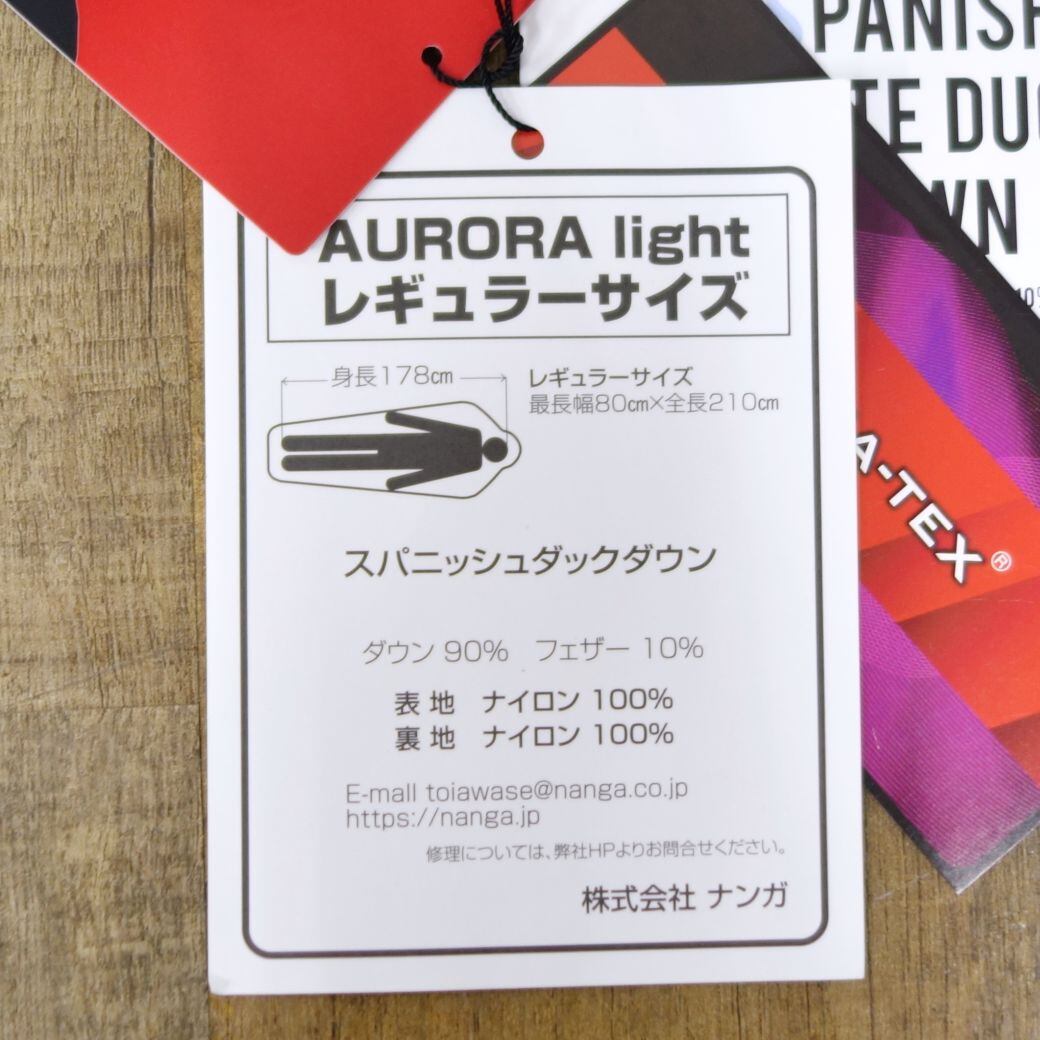 AURORA light
レギュラーサイズ
身長178㎝
レギュラーサイズ
最長幅80㎝×全長210㎝
スパニッシュダックダウン
ダウン 90% フェザー 10%
表 地 ナイロン 100%
裏 地 ナイロン 100%
E-mall toiawase@nanga.co.jp
https://nanga.jp
修理については、弊社HPよりお問合せください。
株式会社 ナンガ
PANISH
TE DU
WN
A-TEX®